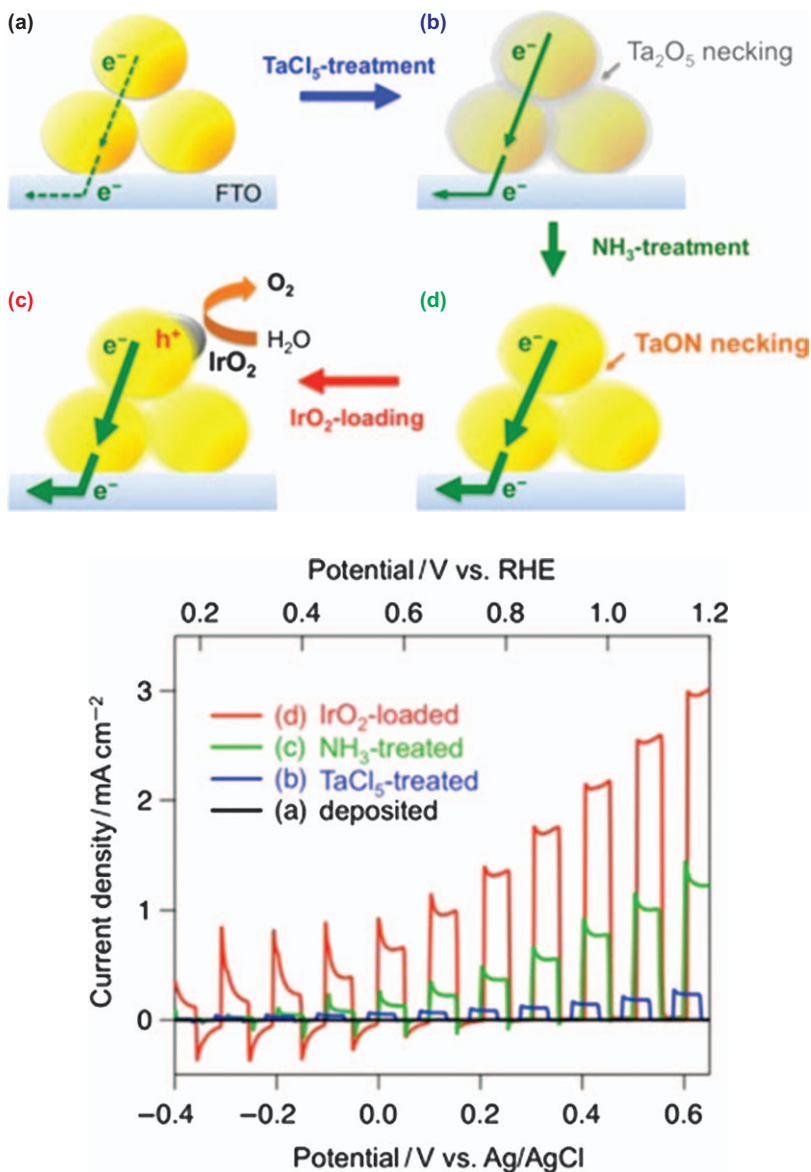 (a)
e⁻
e⁻
FTO
TaCl₅-treatment
(b)
Ta₂O₅ necking
e⁻
e⁻
NH₃-treatment
(c)
O₂
H₂O
e⁻
h⁺
IrO₂
e⁻
IrO₂-loading
(d)
TaON necking
e⁻
e⁻
Potential/V vs. RHE
0.2 0.4 0.6 0.8 1.0 1.2
3
2
1
0
Current density/mA cm⁻²
(d) IrO₂-loaded
(c) NH₃-treated
(b) TaCl₅-treated
(a) deposited
−0.4 −0.2 0.0 0.2 0.4 0.6
Potential/V vs. Ag/AgCl